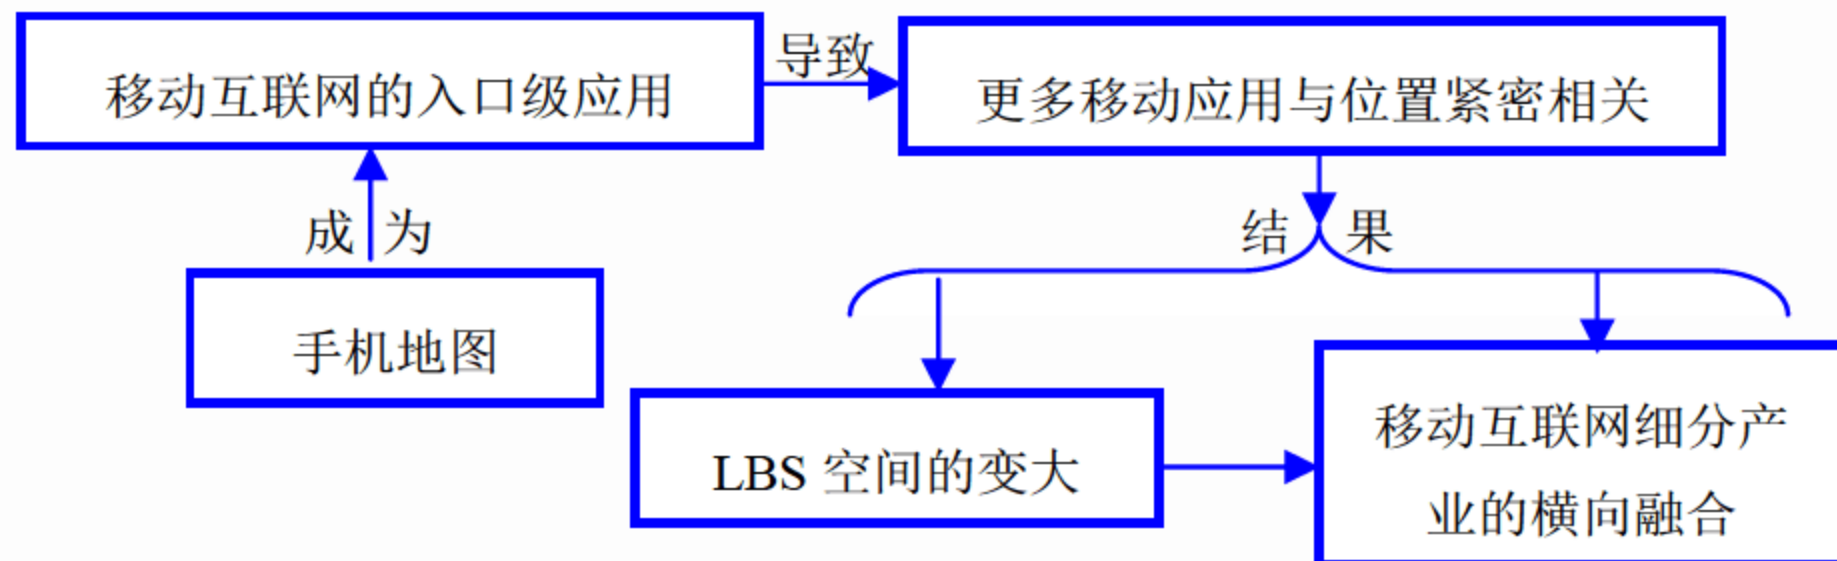 移动互联网的入口级应用
导致
更多移动应用与位置紧密相关
成为
结果
手机地图
LBS 空间的变大
移动互联网细分产
业的横向融合